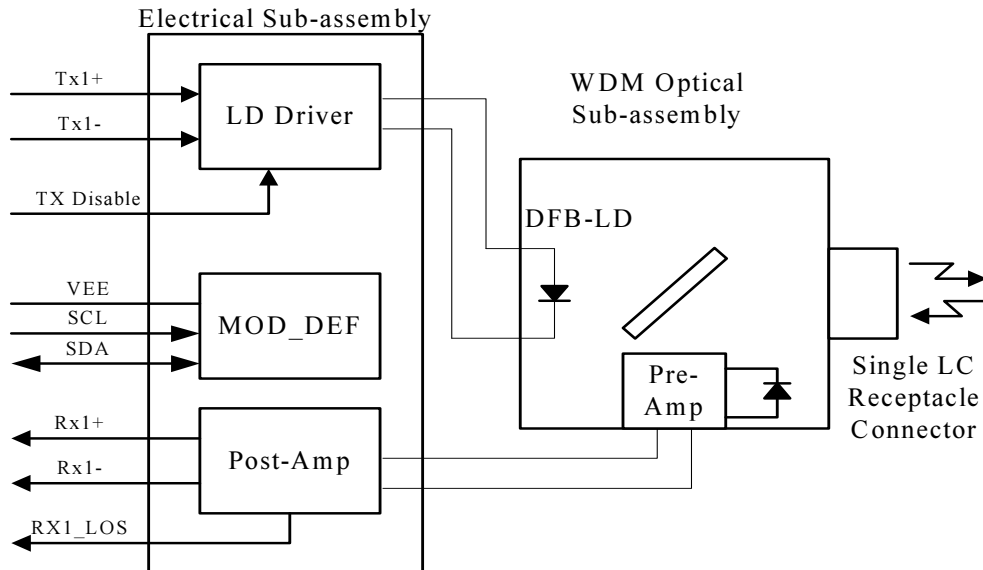 Electrical Sub-assembly
Tx1+
Tx1-
TX Disable
LD Driver
WDM Optical
Sub-assembly
DFB-LD
VEE
SCL
SDA
MOD_DEF
Pre-
Amp
Single LC
Receptacle
Connector
Rx1+
Rx1-
RX1_LOS
Post-Amp